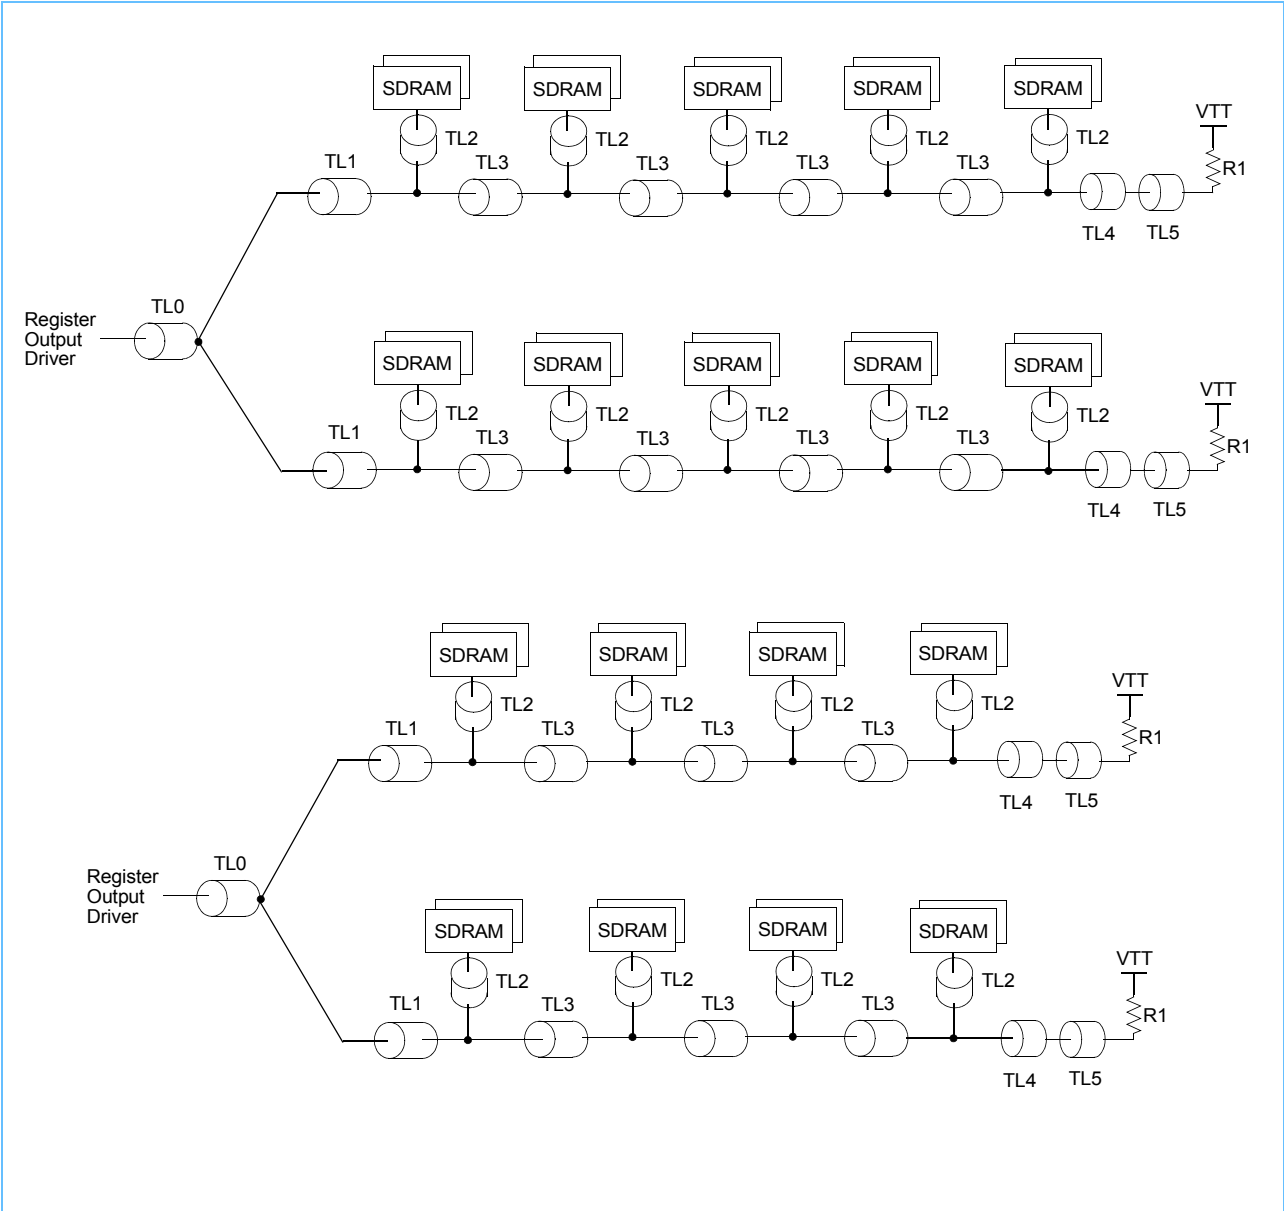 SDRAM SDRAM SDRAM SDRAM SDRAM
VTT
TL2 TL2 TL2 TL2 TL2
TL1 TL3 TL3 TL3 TL3 R1
TL4 TL5
TL0
Register
Output
Driver
SDRAM SDRAM SDRAM SDRAM SDRAM
VTT
TL2 TL2 TL2 TL2 TL2
TL1 TL3 TL3 TL3 TL3 R1
TL4 TL5
SDRAM SDRAM SDRAM SDRAM
VTT
TL2 TL2 TL2 TL2
TL1 TL3 TL3 TL3 R1
TL4 TL5
TL0
Register
Output
Driver
SDRAM SDRAM SDRAM SDRAM
VTT
TL2 TL2 TL2 TL2
TL1 TL3 TL3 TL3 R1
TL4 TL5